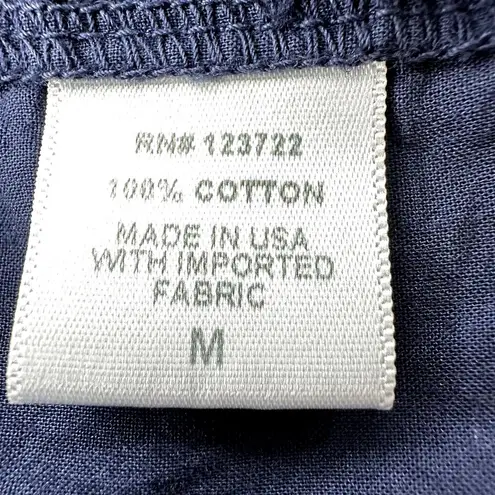 RN# 123722
100% COTTON
MADE IN USA
WITH IMPORTED
FABRIC
M